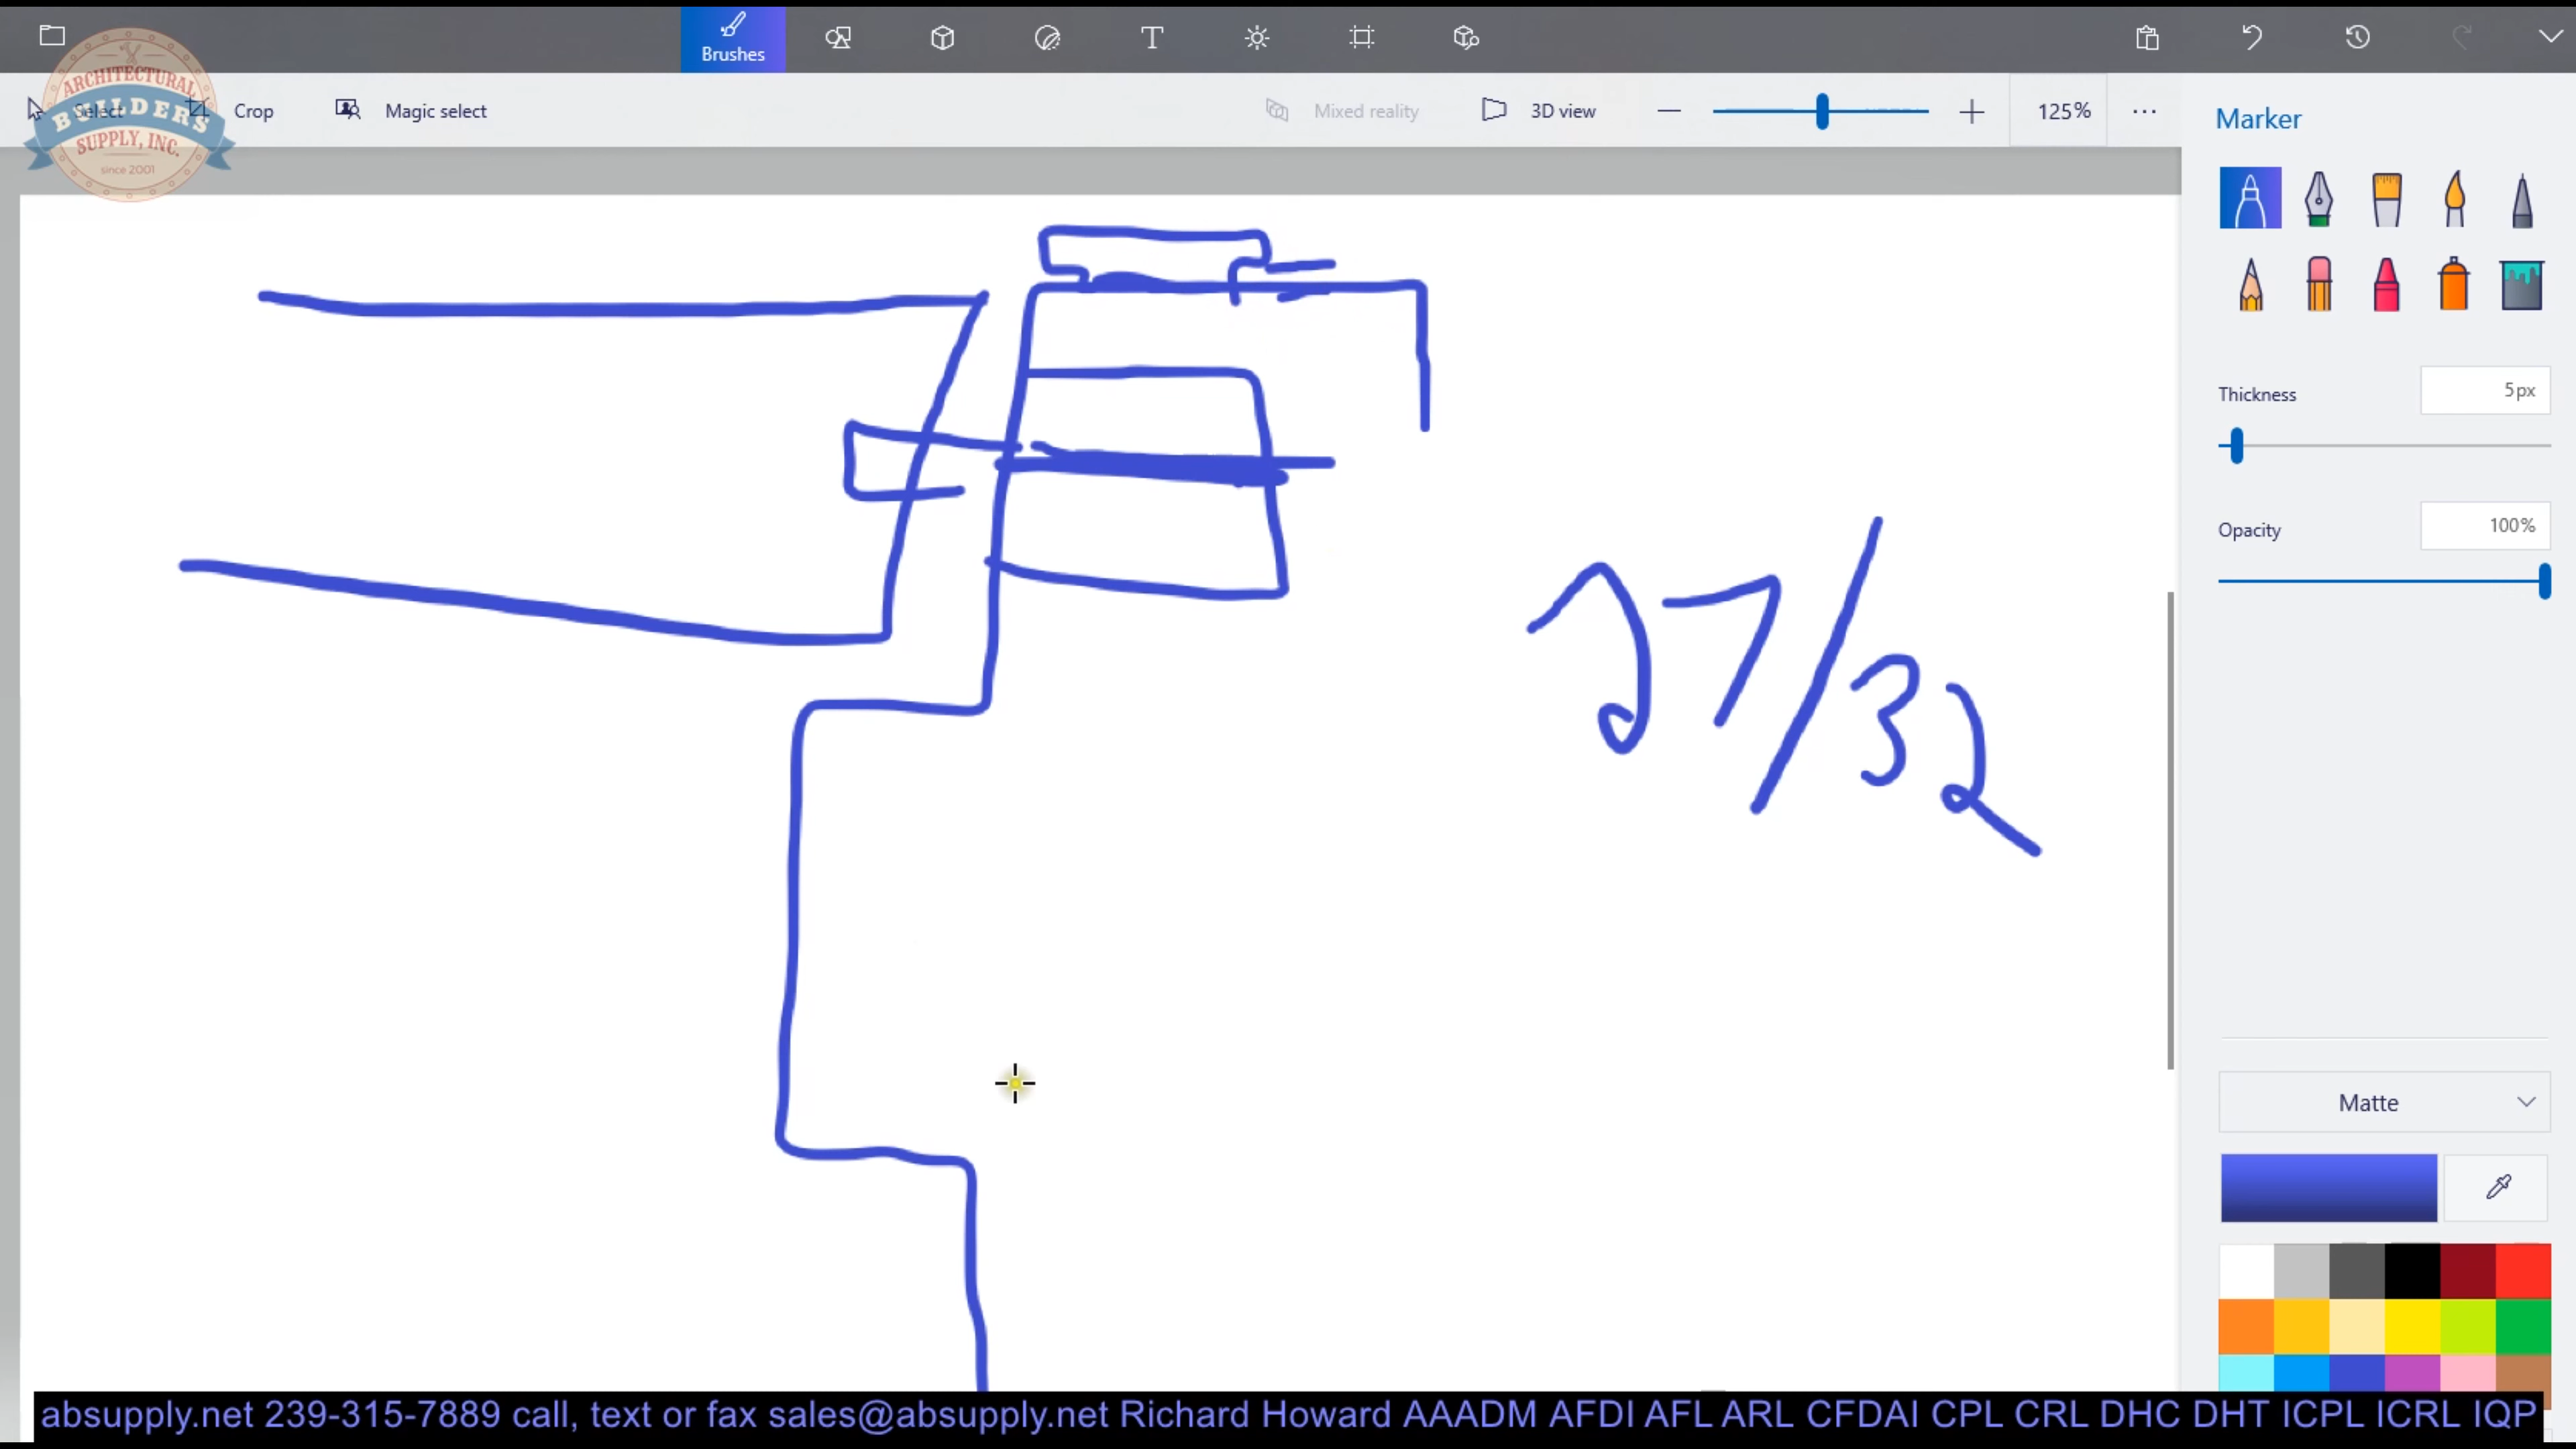 Brushes
T
ARCHITECTURAL
BUILDERS
SUPPLY, INC.
since 2001
Select
Crop
Magic select
Mixed reality
3D view
125%
Marker
Thickness
5px
Opacity
100%
27/32
Matte
absupply.net 239-315-7889 call, text or fax sales@absupply.net Richard Howard AAADM AFDI AFL ARL CFDAI CPL CRL DHC DHT ICPL ICRL IQP